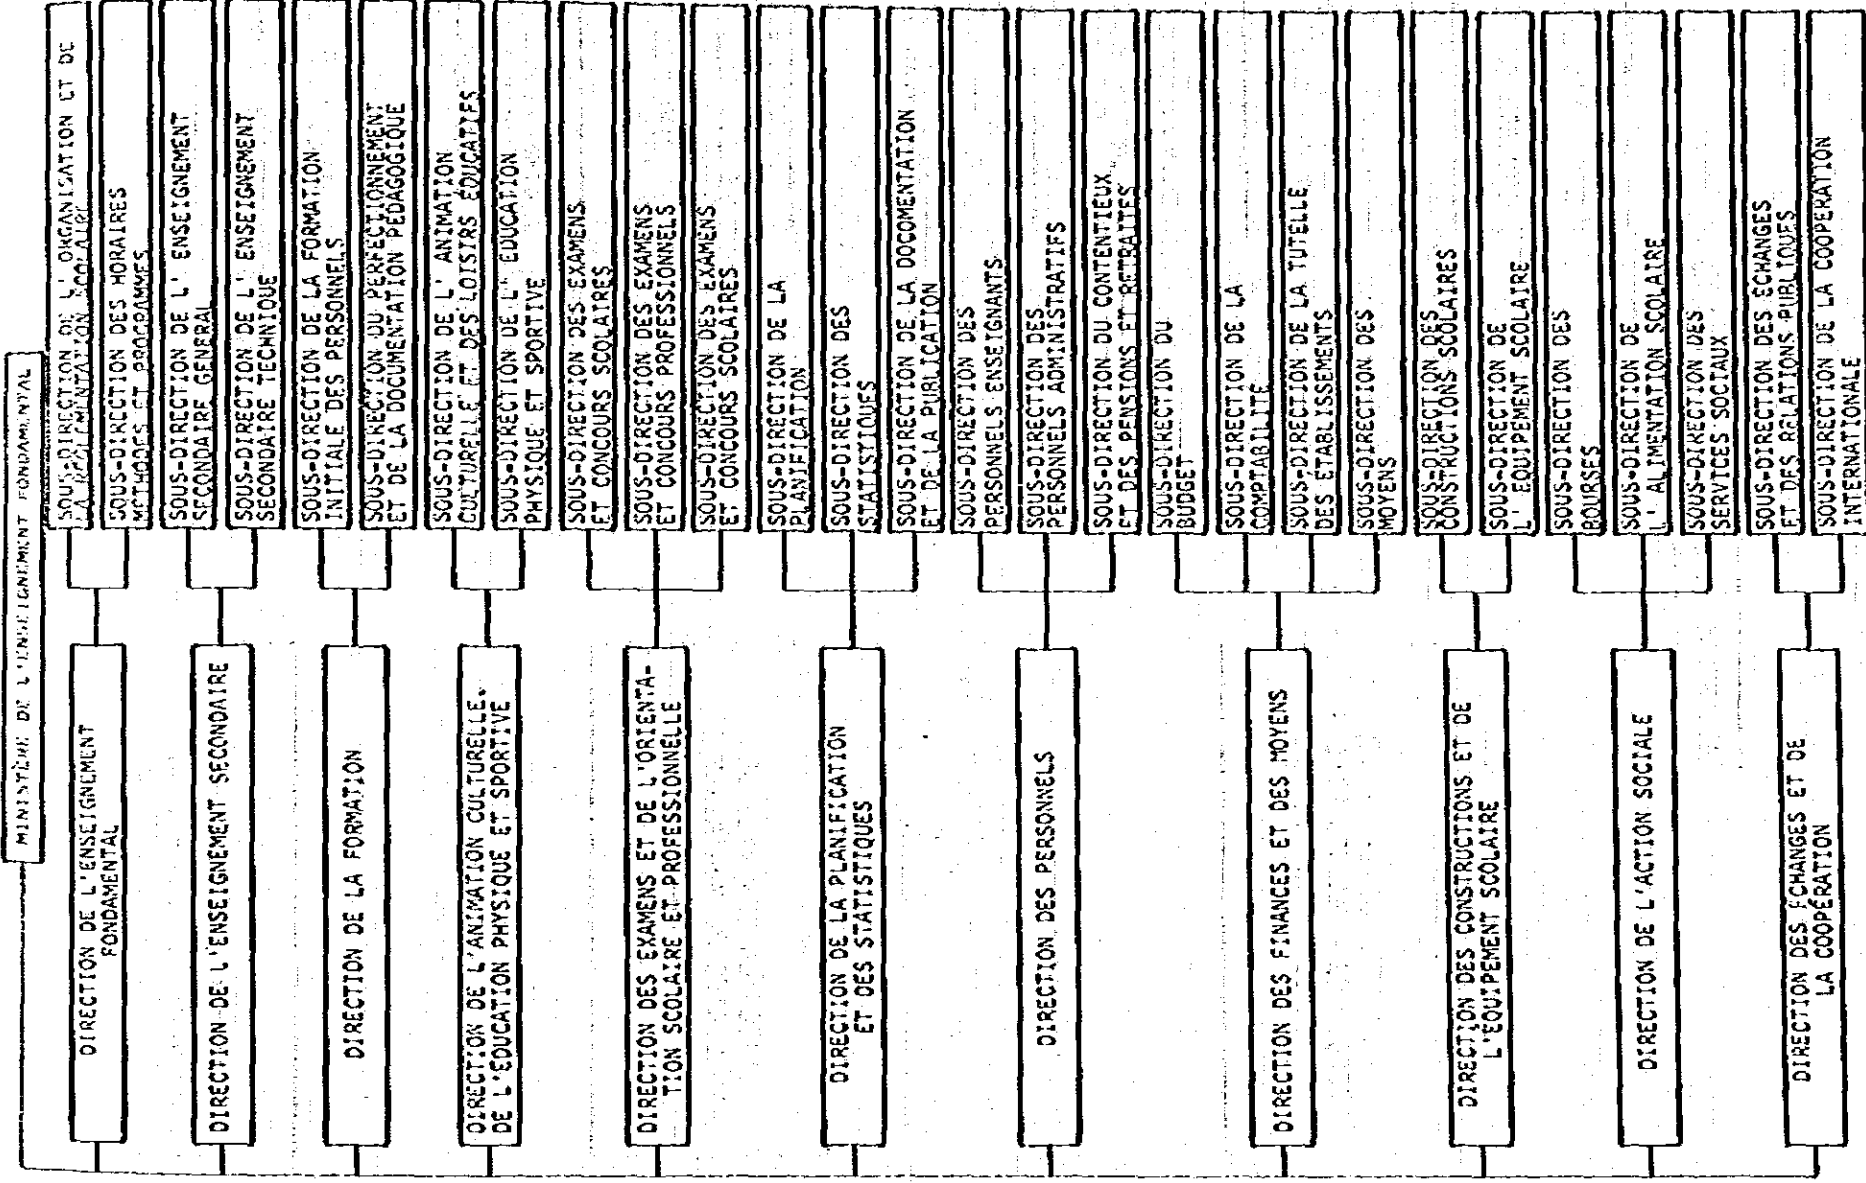 MINISTÈRE DE L'ENSEIGNEMENT FONDAMENTAL
DIRECTION DE L'ENSEIGNEMENT
FONDAMENTAL
SOUS-DIRECTION DE L' ORGANISATION ET DE
LA RÉGLEMENTATION SCOLAIRE
SOUS-DIRECTION DES HORAIRES
METHODES ET PROGRAMMES
DIRECTION DE L'ENSEIGNEMENT SECONDAIRE
SOUS-DIRECTION DE L' ENSEIGNEMENT
SECONDAIRE GENERAL
SOUS-DIRECTION DE L' ENSEIGNEMENT
SECONDAIRE TECHNIQUE
DIRECTION DE LA FORMATION
SOUS-DIRECTION DE LA FORMATION
INITIALE DES PERSONNELS
SOUS-DIRECTION DU PERFECTIONNEMENT
ET DE LA DOCUMENTATION PEDAGOGIQUE
DIRECTION DE L'ANIMATION CULTURELLE,
DE L'EDUCATION PHYSIQUE ET SPORTIVE
SOUS-DIRECTION DE L' ANIMATION
CULTURELLE ET DES LOISIRS EDUCATIFS
SOUS-DIRECTION DE L' EDUCATION
PHYSIQUE ET SPORTIVE
DIRECTION DES EXAMENS ET DE L'ORIENTA-
TION SCOLAIRE ET PROFESSIONNELLE
SOUS-DIRECTION DES EXAMENS
ET CONCOURS SCOLAIRES
SOUS-DIRECTION DES EXAMENS
ET CONCOURS PROFESSIONNELS
SOUS-DIRECTION DES EXAMENS
ET CONCOURS SCOLAIRES
DIRECTION DE LA PLANIFICATION
ET DES STATISTIQUES
SOUS-DIRECTION DE LA
PLANIFICATION
SOUS-DIRECTION DES
STATISTIQUES
SOUS-DIRECTION DE LA DOCOMENTATION
ET DE LA PUBLICATION
DIRECTION DES PERSONNELS
SOUS-DIRECTION DES
PERSONNELS ENSEIGNANTS
SOUS-DIRECTION DES
PERSONNELS ADMINISTRATIFS
SOUS-DIRECTION DU CONTENTIEUX
ET DES PENSIONS ET RETRAITES
DIRECTION DES FINANCES ET DES MOYENS
SOUS-DIRECTION DU
BUDGET
SOUS-DIRECTION DE LA
COMPTABILITE
SOUS-DIRECTION DE LA TUTELLE
DES ETABLISSEMENTS
SOUS-DIRECTION DES
MOYENS
DIRECTION DES CONSTRUCTIONS ET DE
L'EQUIPEMENT SCOLAIRE
SOUS-DIRECTION DES
CONSTRUCTIONS SCOLAIRES
SOUS-DIRECTION DE
L' EQUIPEMENT SCOLAIRE
DIRECTION DE L'ACTION SOCIALE
SOUS-DIRECTION DES
BOURSES
SOUS-DIRECTION DE
L' ALIMENTATION SCOLAIRE
SOUS-DIRECTION DES
SERVICES SOCIAUX
DIRECTION DES ECHANGES ET DE
LA COOPÉRATION
SOUS-DIRECTION DES ECHANGES
ET DES RELATIONS PUBLIQUES
SOUS-DIRECTION DE LA COOPERATION
INTERNATIONALE